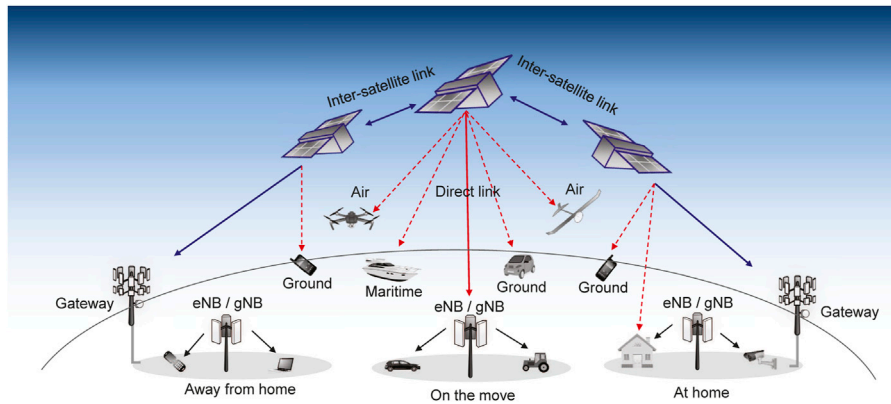 Inter-satellite link
Inter-satellite link
Air
Direct link
Air
Ground
Maritime
Ground
Ground
Gateway
eNB / gNB
eNB / gNB
eNB / gNB
Gateway
Away from home
On the move
At home